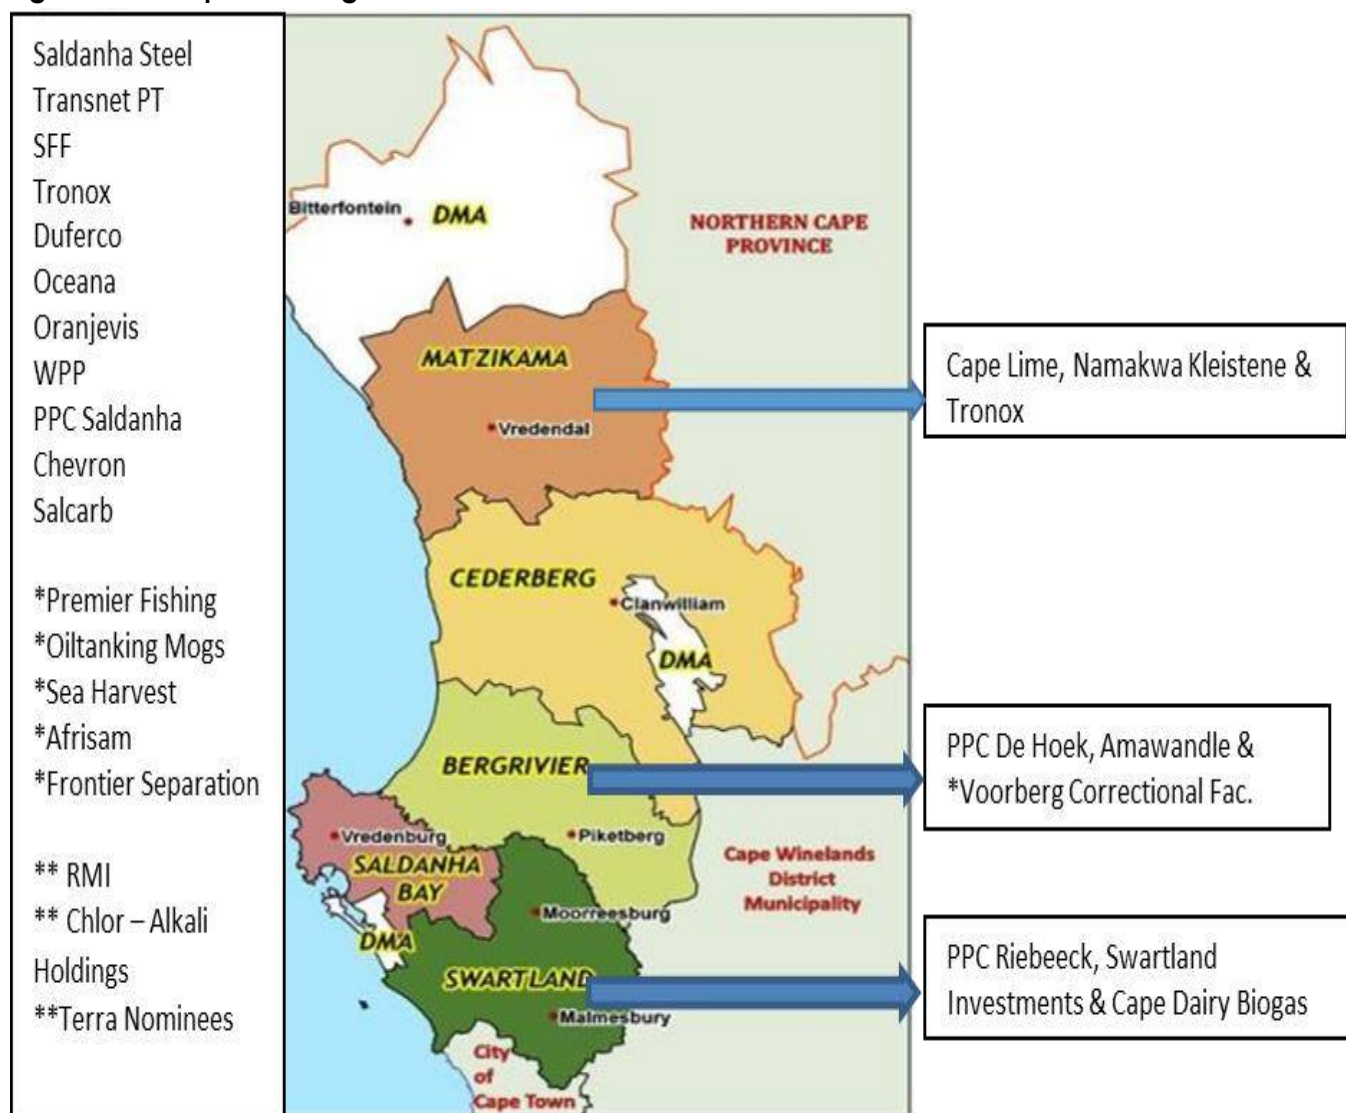 Saldanha Steel
Transnet PT
SFF
Tronox
Duferco
Oceana
Oranjevis
WPP
PPC Saldanha
Chevron
Salcarb
*Premier Fishing
*Oiltanking Mogs
*Sea Harvest
*Afrisam
*Frontier Separation
** RMI
** Chlor – Alkali
Holdings
**Terra Nominees
Bitterfontein
DMA
NORTHERN CAPE
PROVINCE
MATZIKAMA
Vredendal
CEDERBERG
Clanwilliam
DMA
BERGRIVIER
Piketberg
Vredenburg
SALDANHA
BAY
DMA
Moorreesburg
SWARTLAND
Malmesbury
Cape Winelands
District
Municipality
City
of
Cape Town
Cape Lime, Namakwa Kleistene &
Tronox
PPC De Hoek, Amawandle &
*Voorberg Correctional Fac.
PPC Riebeeck, Swartland
Investments & Cape Dairy Biogas